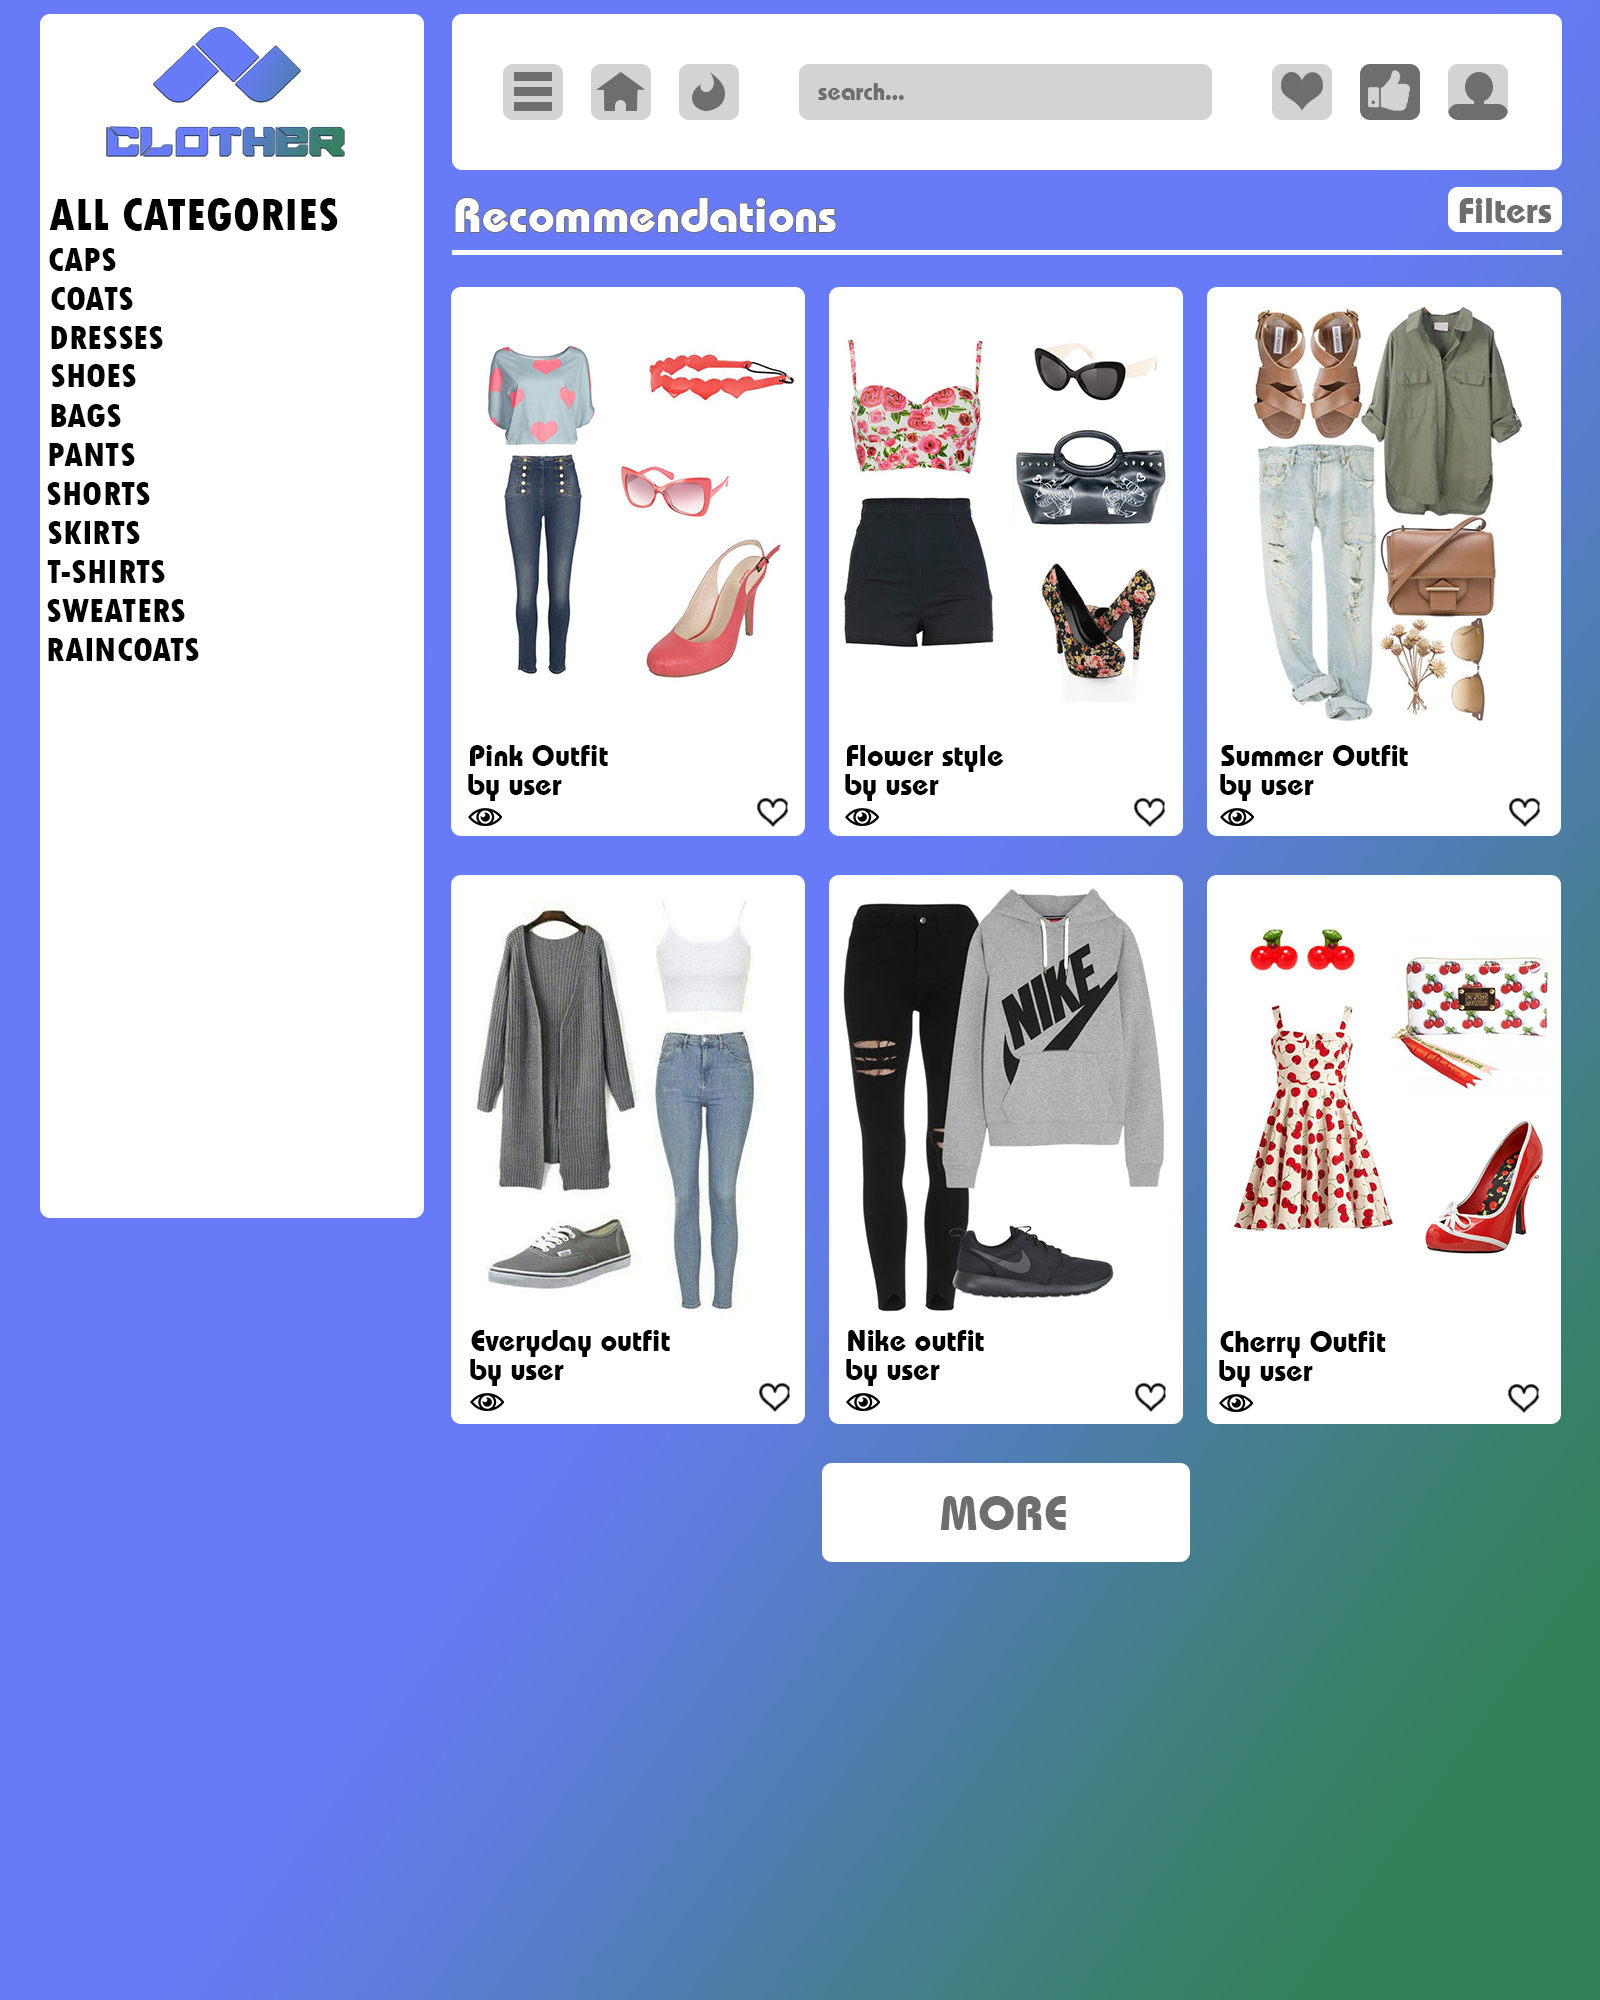 CLOTHER
ALL CATEGORIES
CAPS
COATS
DRESSES
SHOES
BAGS
PANTS
SHORTS
SKIRTS
T-SHIRTS
SWEATERS
RAINCOATS
search...
Recommendations
Filters
Pink Outfit
by user
Flower style
by user
Summer Outfit
by user
NIKE
Everyday outfit
by user
Nike outfit
by user
Cherry Outfit
by user
MORE